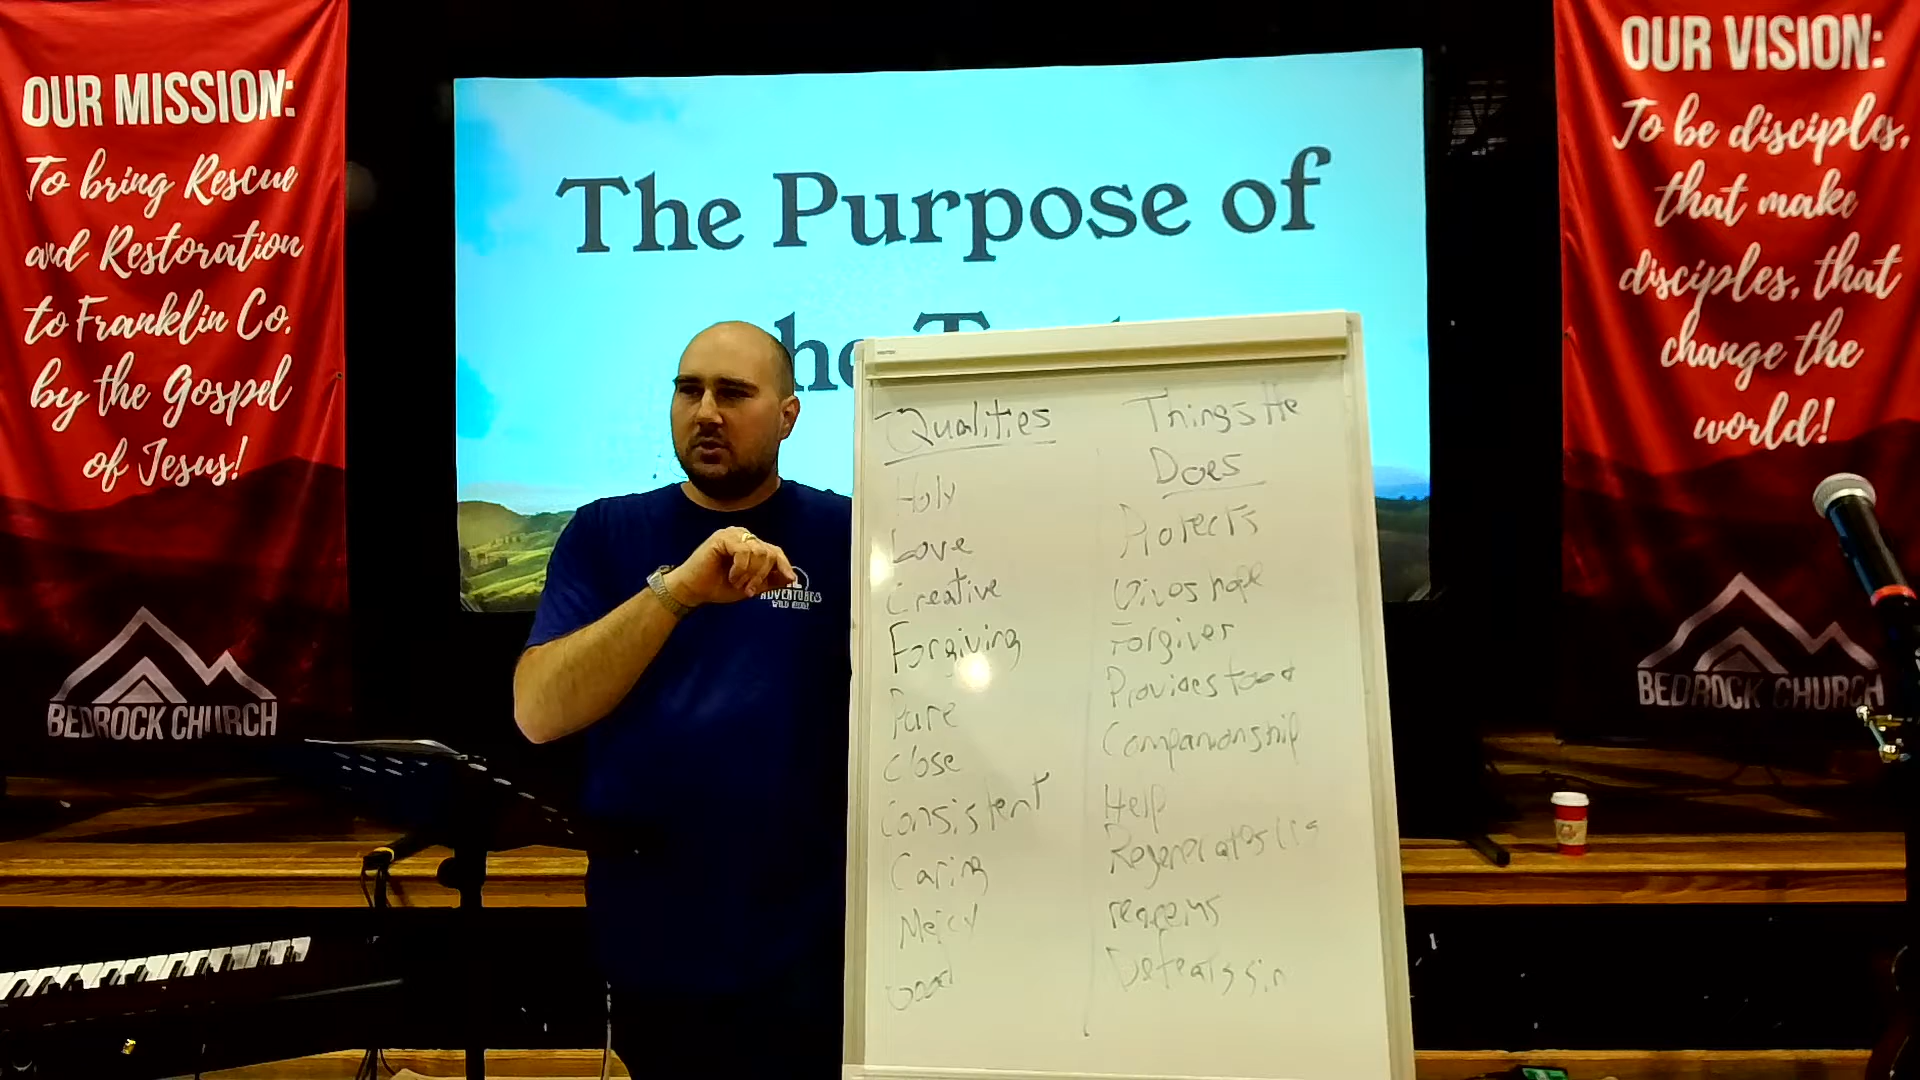 OUR MISSION:
To bring Rescue
and Restoration
to Franklin Co.
by the Gospel
of Jesus!
BEDROCK CHURCH
The Purpose of
the
ADVENTURES
Qualities
Holy
Love
Creative
Forgiving
Pure
Close
Consistent
Caring
Mercy
Good
Things He
Does
Protects
Gives hope
Forgives
Provides food
Companionship
Help
Regenerates
redeems
Defeats sin
OUR VISION:
To be disciples,
that make
disciples, that
change the
world!
BEDROCK CHURCH